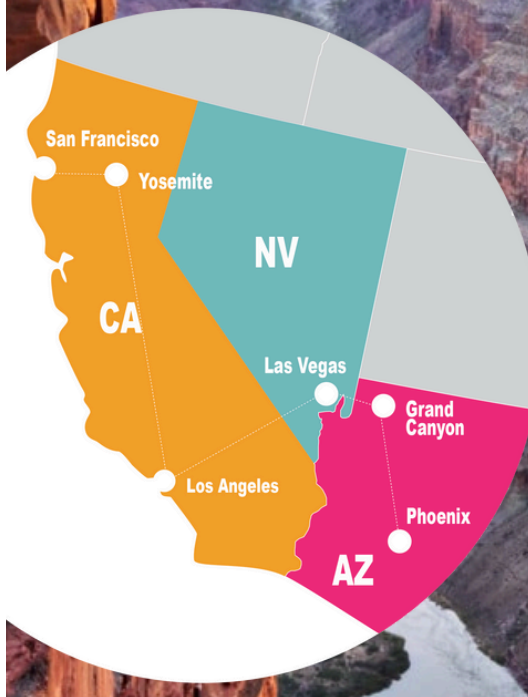 San Francisco
Yosemite
NV
CA
Las Vegas
Grand
Canyon
Los Angeles
Phoenix
AZ